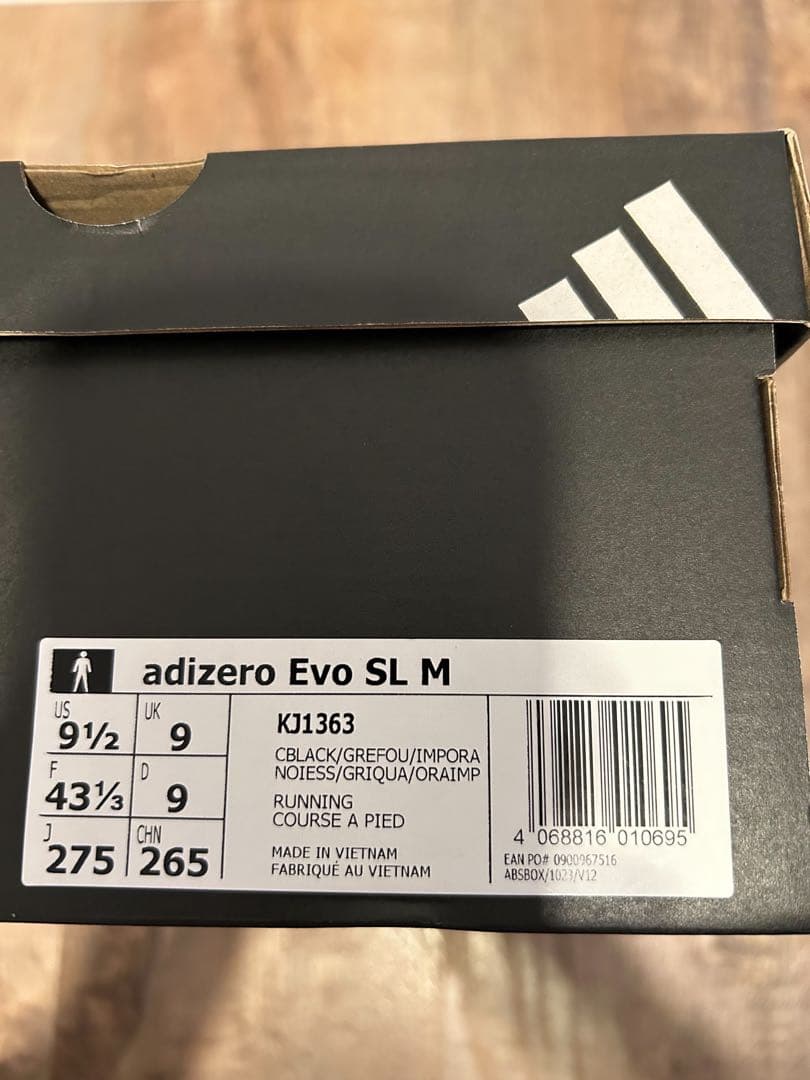 adizero Evo SL M
US 9½ UK 9
F 43⅓ D 9
J 275 CHN 265
KJ1363
CBLACK/GREFOU/IMPORA
NOIESS/GRIQUA/ORAIMP
RUNNING
COURSE A PIED
MADE IN VIETNAM
FABRIQUÉ AU VIETNAM
4 068816 010695
EAN PO# 0900967516
ABSBOX/1023/V12